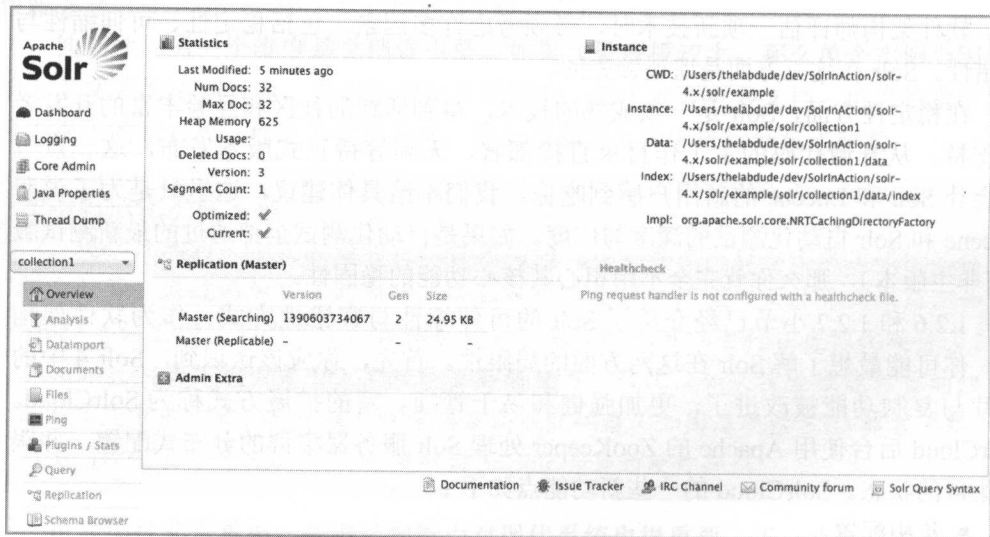 Apache
Solr
Dashboard
Logging
Core Admin
Java Properties
Thread Dump
collection1
Overview
Analysis
Dataimport
Documents
Files
Ping
Plugins / Stats
Query
Replication
Schema Browser
Statistics
Last Modified: 5 minutes ago
Num Docs: 32
Max Doc: 32
Heap Memory Usage: 625
Deleted Docs: 0
Version: 3
Segment Count: 1
Optimized: ✔
Current: ✔
Instance
CWD: /Users/thelabdude/dev/SolrInAction/solr-
4.x/solr/example
Instance: /Users/thelabdude/dev/SolrInAction/solr-
4.x/solr/example/solr/collection1
Data: /Users/thelabdude/dev/SolrInAction/solr-
4.x/solr/example/solr/collection1/data
Index: /Users/thelabdude/dev/SolrInAction/solr-
4.x/solr/example/solr/collection1/data/index
Impl: org.apache.solr.core.NRTCachingDirectoryFactory
Replication (Master)
Version Gen Size
Master (Searching) 1390603734067 2 14.95 KB
Master (Replicable) – – –
Healthcheck
Ping request handler is not configured with a healthcheck file.
Admin Extra
Documentation Issue Tracker IRC Channel Community forum Solr Query Syntax